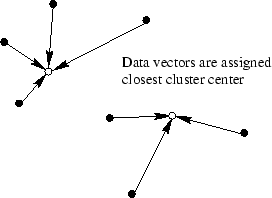 Data vectors are assigned
closest cluster center